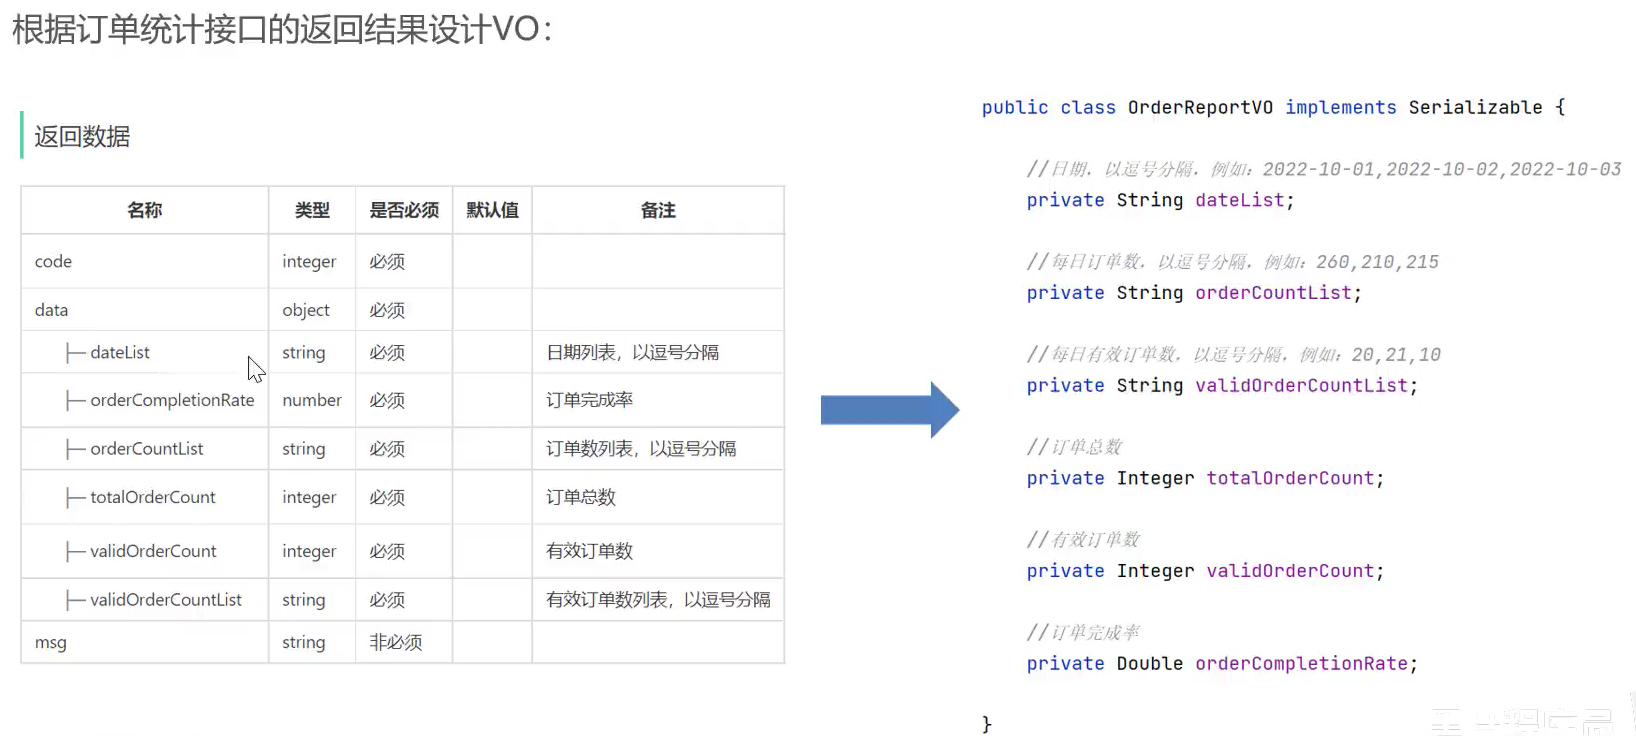 根据订单统计接口的返回结果设计VO：
返回数据
名称 类型 是否必须 默认值 备注
code integer 必须
data object 必须
├─ dateList string 必须 日期列表，以逗号分隔
├─ orderCompletionRate number 必须 订单完成率
├─ orderCountList string 必须 订单数列表，以逗号分隔
├─ totalOrderCount integer 必须 订单总数
├─ validOrderCount integer 必须 有效订单数
├─ validOrderCountList string 必须 有效订单数列表，以逗号分隔
msg string 非必须
public class OrderReportVO implements Serializable {
//日期，以逗号分隔，例如：2022-10-01,2022-10-02,2022-10-03
private String dateList;
//每日订单数，以逗号分隔，例如：260,210,215
private String orderCountList;
//每日有效订单数，以逗号分隔，例如：20,21,10
private String validOrderCountList;
//订单总数
private Integer totalOrderCount;
//有效订单数
private Integer validOrderCount;
//订单完成率
private Double orderCompletionRate;
}